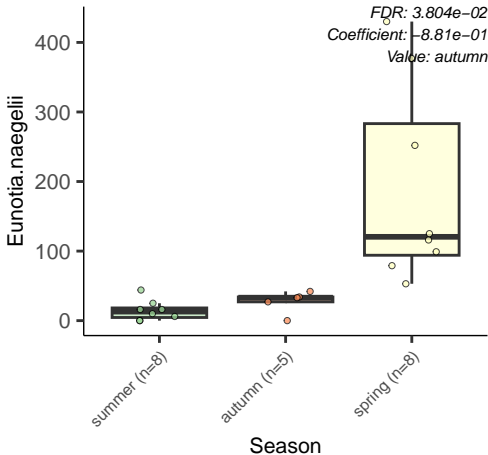 FDR: 3.804e−02
Coefficient: −8.81e−01
Value: autumn
400
300
200
100
0
Eunotia.naegelii
summer (n=8)
autumn (n=5)
spring (n=8)
Season